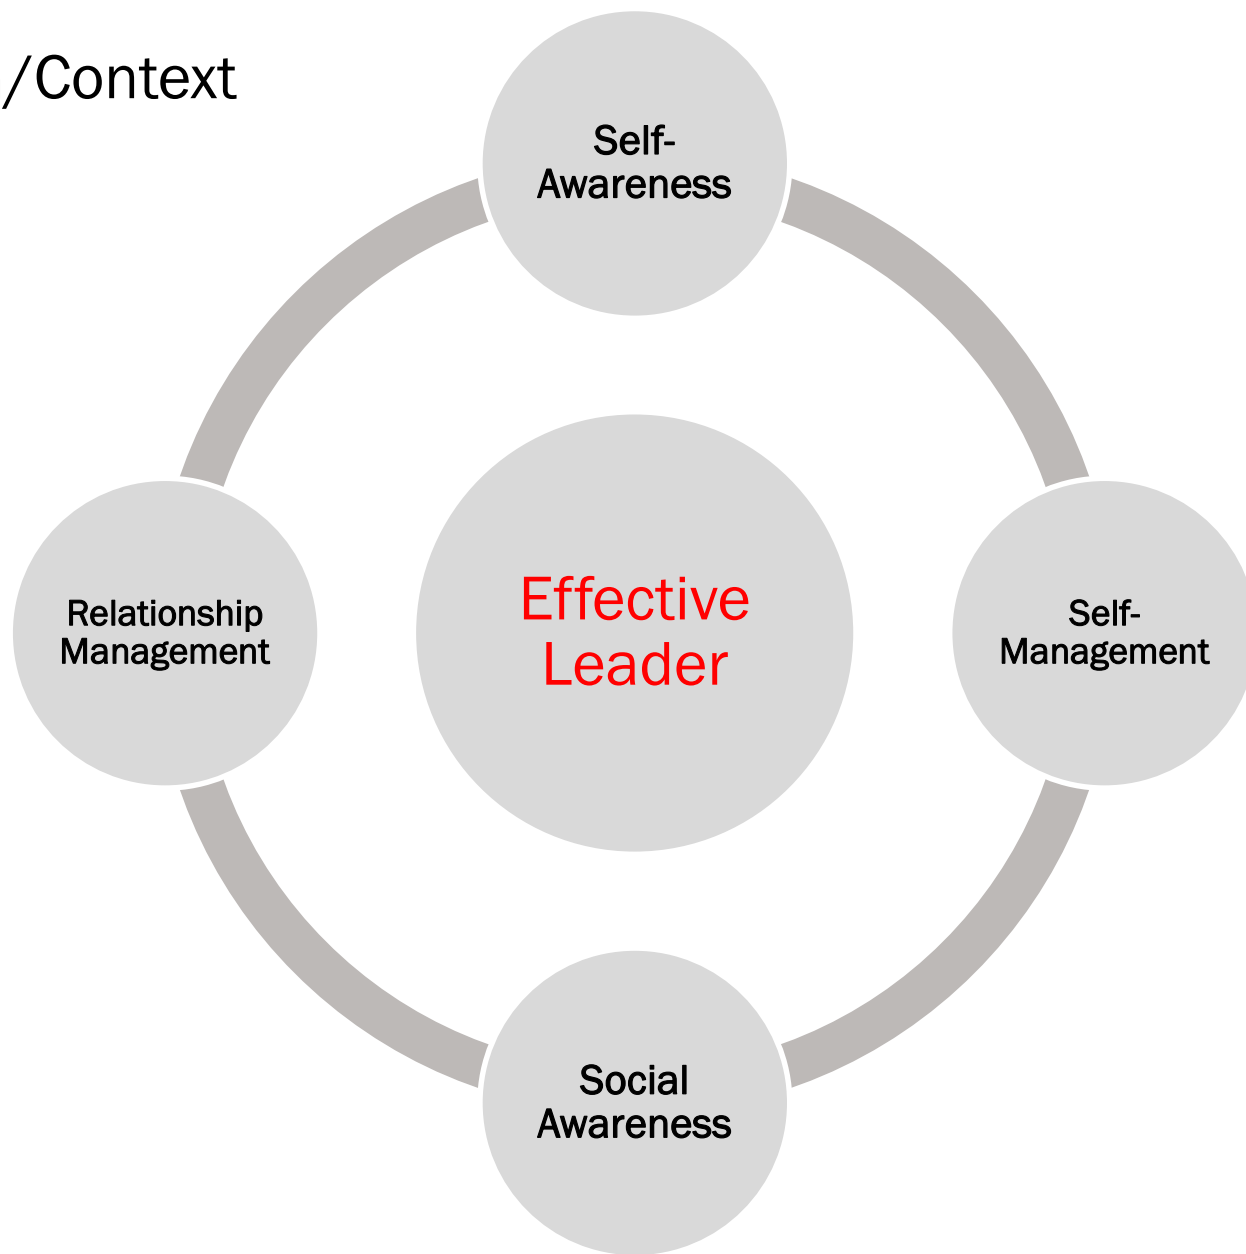 /Context
Self-
Awareness
Relationship
Management
Effective
Leader
Self-
Management
Social
Awareness